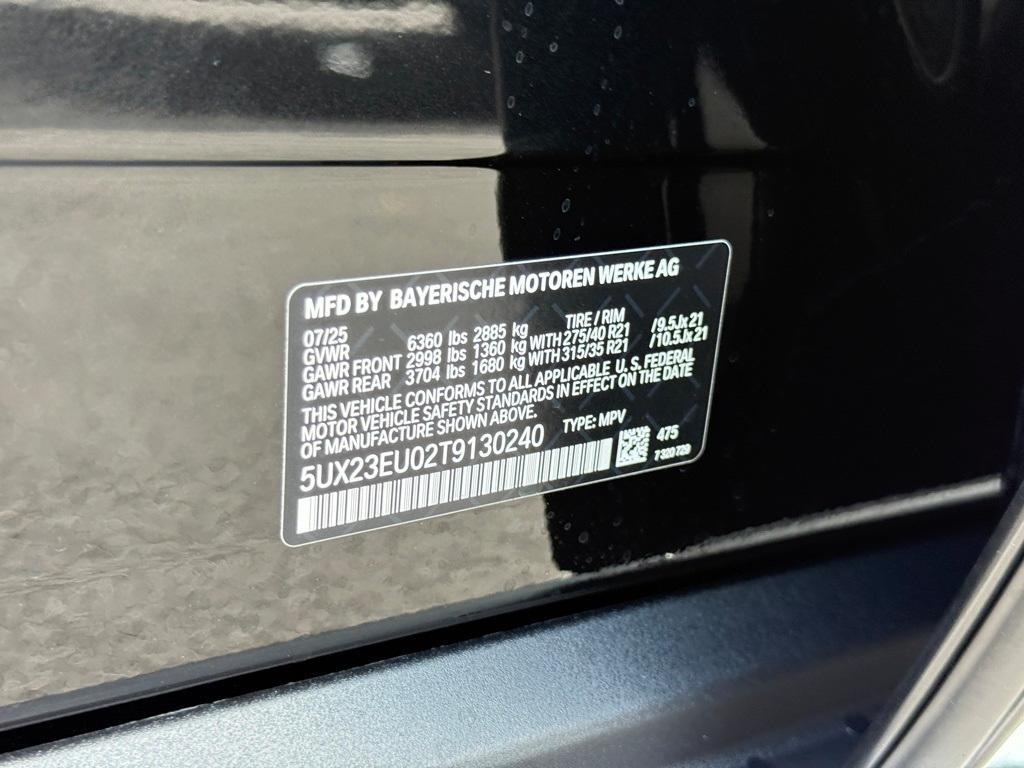 MFD BY BAYERISCHE MOTOREN WERKE AG
07/25 TIRE / RIM
GVWR 6360 lbs 2885 kg
GAWR FRONT 2998 lbs 1360 kg WITH 275/40 R21 /9.5Jx21
GAWR REAR 3704 lbs 1680 kg WITH 315/35 R21 /10.5Jx21
THIS VEHICLE CONFORMS TO ALL APPLICABLE U.S. FEDERAL
MOTOR VEHICLE SAFETY STANDARDS IN EFFECT ON THE DATE
OF MANUFACTURE SHOWN ABOVE.
TYPE: MPV
5UX23EU02T9130240
475
7 320 729